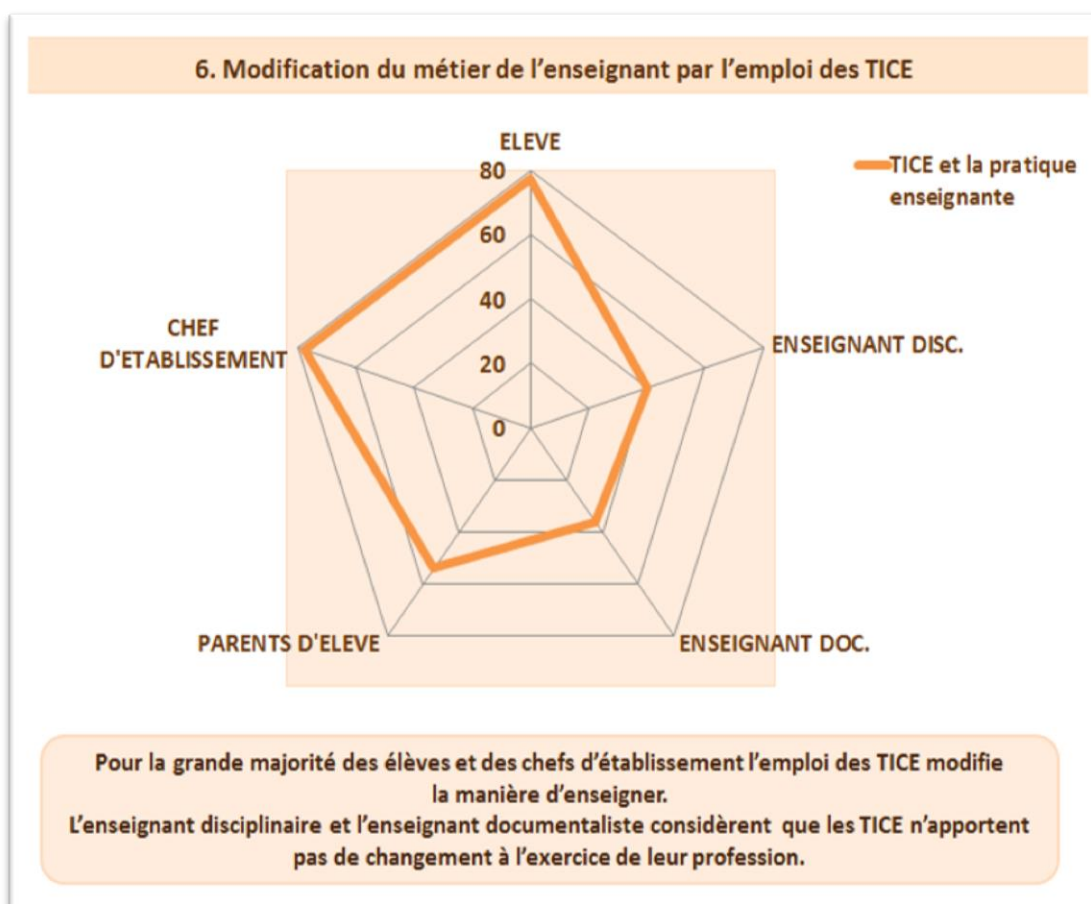 6. Modification du métier de l'enseignant par l'emploi des TICE
ELEVE
TICE et la pratique
enseignante
80
60
40
20
0
CHEF
D'ETABLISSEMENT
ENSEIGNANT DISC.
PARENTS D'ELEVE
ENSEIGNANT DOC.
Pour la grande majorité des élèves et des chefs d'établissement l'emploi des TICE modifie
la manière d'enseigner.
L'enseignant disciplinaire et l'enseignant documentaliste considèrent que les TICE n'apportent
pas de changement à l'exercice de leur profession.